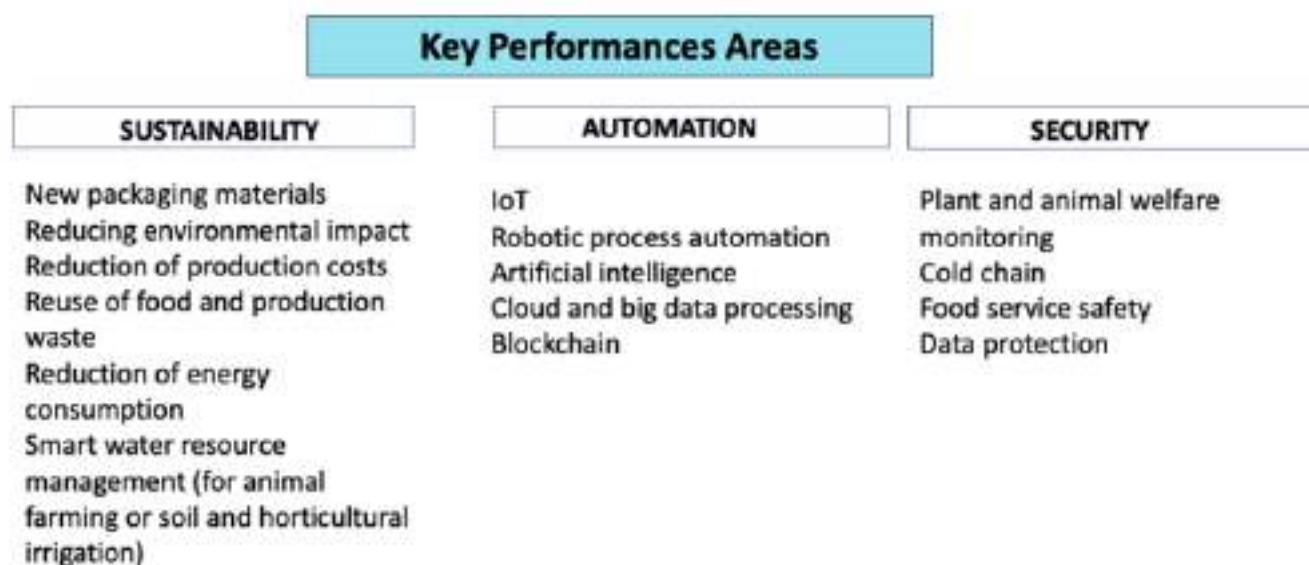 Key Performances Areas
SUSTAINABILITY
New packaging materials
Reducing environmental impact
Reduction of production costs
Reuse of food and production
waste
Reduction of energy
consumption
Smart water resource
management (for animal
farming or soil and horticultural
irrigation)
AUTOMATION
IoT
Robotic process automation
Artificial intelligence
Cloud and big data processing
Blockchain
SECURITY
Plant and animal welfare
monitoring
Cold chain
Food service safety
Data protection